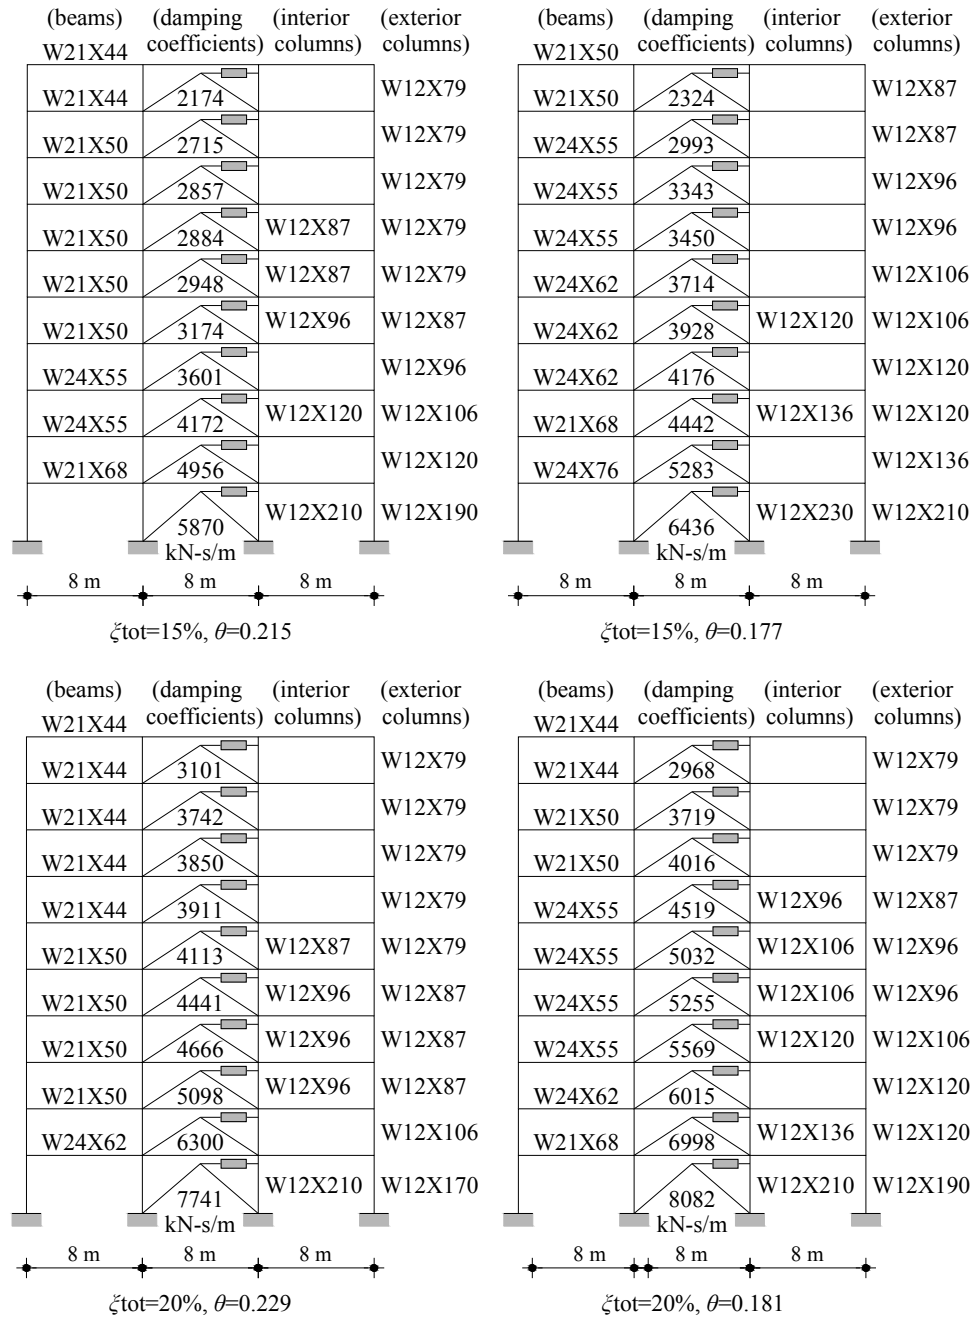 (beams) (damping (interior (exterior
coefficients) columns) columns)
W21X44
W21X44 2174 W12X79
W21X50 2715 W12X79
W21X50 2857 W12X79
W21X50 2884 W12X87 W12X79
W21X50 2948 W12X87 W12X79
W21X50 3174 W12X96 W12X87
W24X55 3601 W12X96
W24X55 4172 W12X120 W12X106
W21X68 4956 W12X120
5870 W12X210 W12X190
kN-s/m
8 m 8 m 8 m
ξtot=15%, θ=0.215
(beams) (damping (interior (exterior
coefficients) columns) columns)
W21X50
W21X50 2324 W12X87
W24X55 2993 W12X87
W24X55 3343 W12X96
W24X55 3450 W12X96
W24X62 3714 W12X106
W24X62 3928 W12X120 W12X106
W24X62 4176 W12X120
W21X68 4442 W12X136 W12X120
W24X76 5283 W12X136
6436 W12X230 W12X210
kN-s/m
8 m 8 m 8 m
ξtot=15%, θ=0.177
(beams) (damping (interior (exterior
coefficients) columns) columns)
W21X44
W21X44 3101 W12X79
W21X44 3742 W12X79
W21X44 3850 W12X79
W21X44 3911 W12X79
W21X50 4113 W12X87 W12X79
W21X50 4441 W12X96 W12X87
W21X50 4666 W12X96 W12X87
W21X50 5098 W12X96 W12X87
W24X62 6300 W12X106
7741 W12X210 W12X170
kN-s/m
8 m 8 m 8 m
ξtot=20%, θ=0.229
(beams) (damping (interior (exterior
coefficients) columns) columns)
W21X44
W21X44 2968 W12X79
W21X50 3719 W12X79
W21X50 4016 W12X79
W24X55 4519 W12X96 W12X87
W24X55 5032 W12X106 W12X96
W24X55 5255 W12X106 W12X96
W24X55 5569 W12X120 W12X106
W24X62 6015 W12X120
W21X68 6998 W12X136 W12X120
8082 W12X210 W12X190
kN-s/m
8 m 8 m 8 m
ξtot=20%, θ=0.181